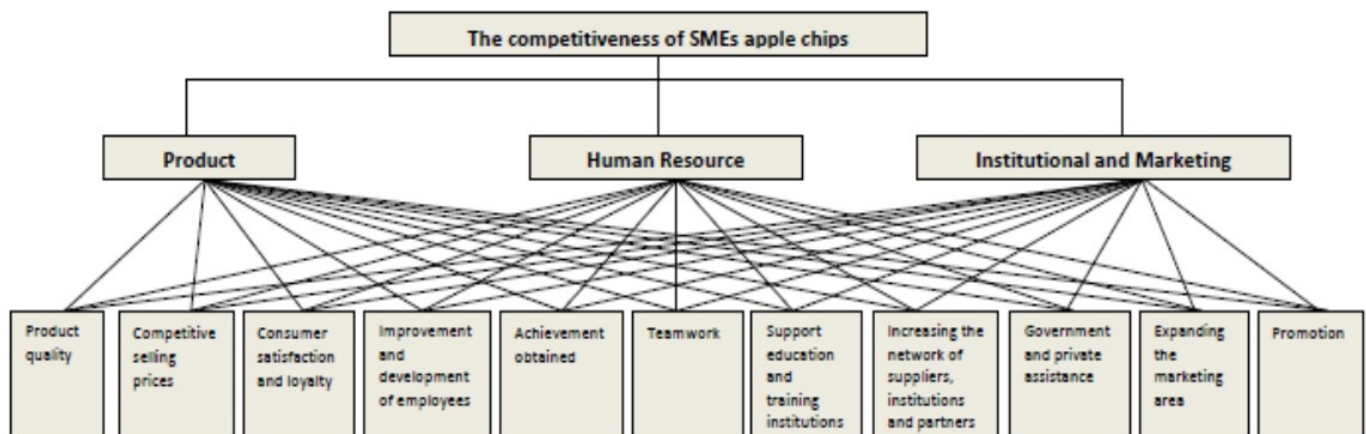 The competitiveness of SMEs apple chips
Product
Human Resource
Institutional and Marketing
Product
quality
Competitive
selling
prices
Consumer
satisfaction
and loyalty
Improvement
and
development
of employees
Achievement
obtained
Teamwork
Support
education
and
training
institutions
Increasing the
network of
suppliers,
institutions
and partners
Government
and private
assistance
Expanding
the
marketing
area
Promotion